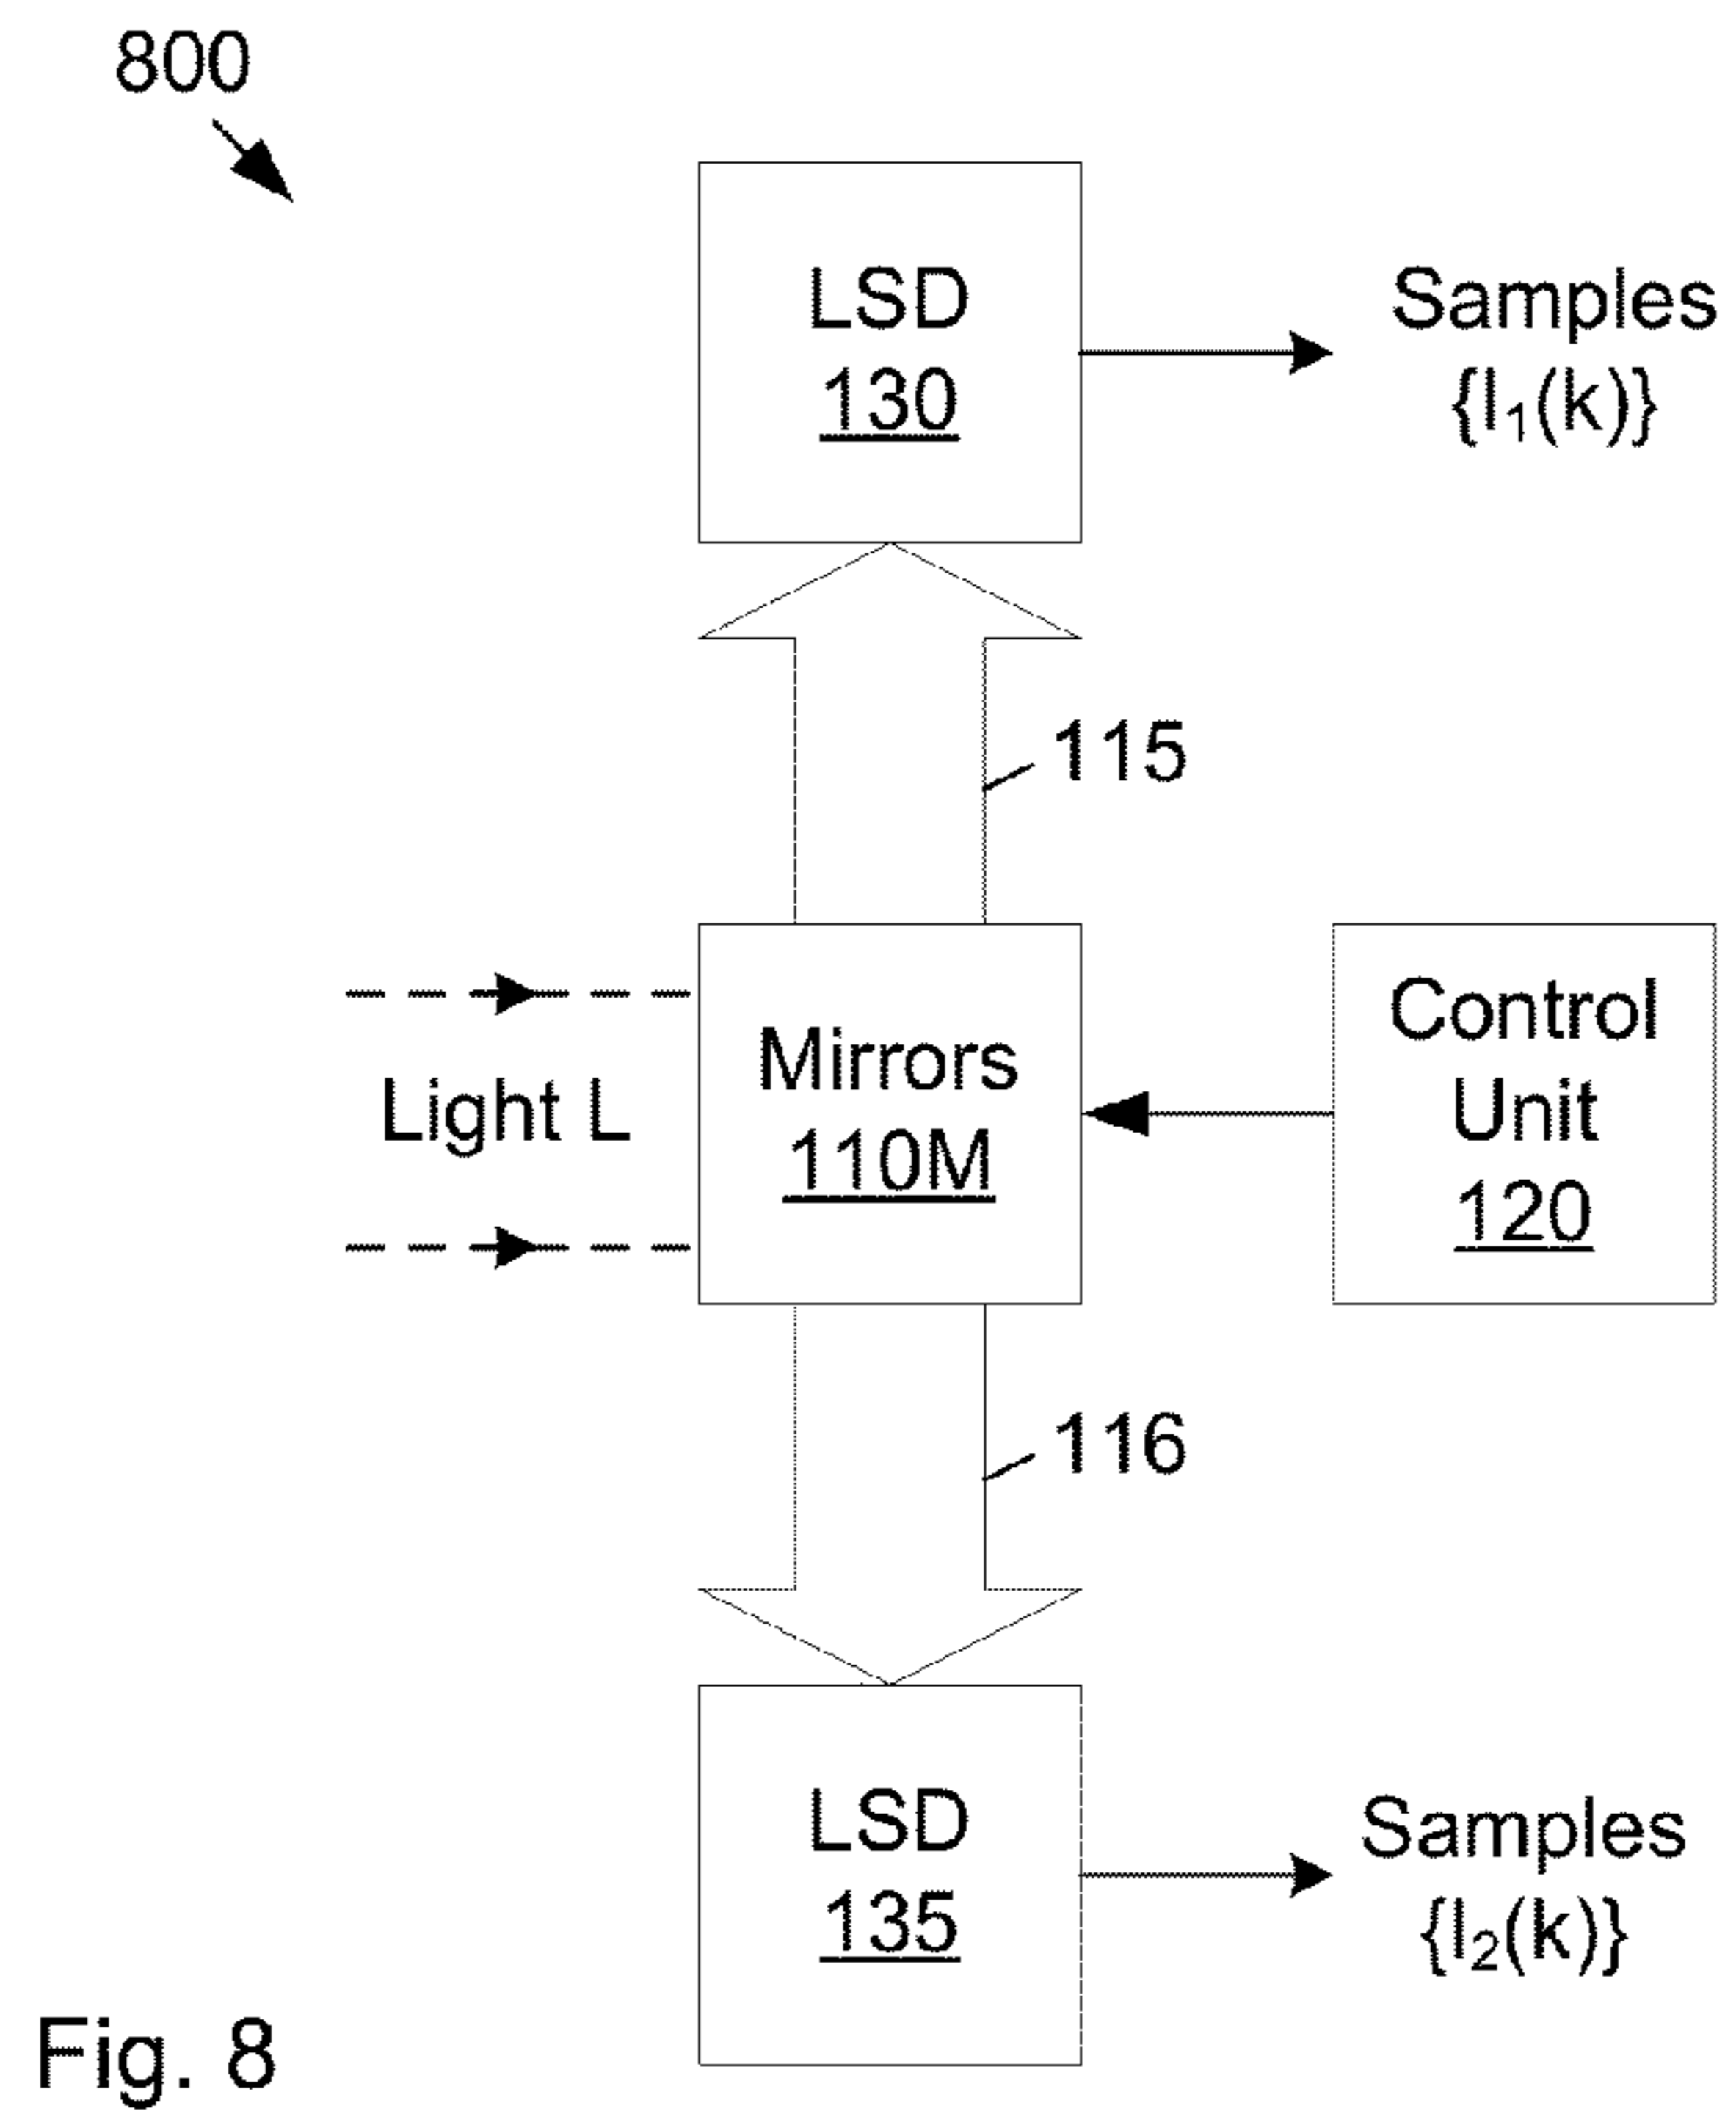 800
LSD
130
Samples
{I₁(k)}
115
Light L
Mirrors
110M
Control
Unit
120
116
LSD
135
Samples
{I₂(k)}
Fig. 8